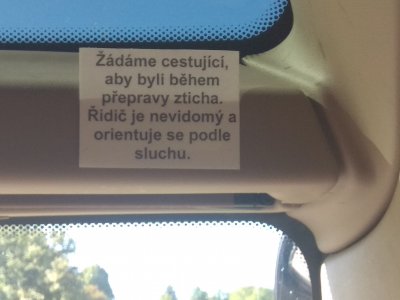 Žádáme cestující,
aby byli během
přepravy zticha.
Řidič je nevidomý a
orientuje se podle
sluchu.